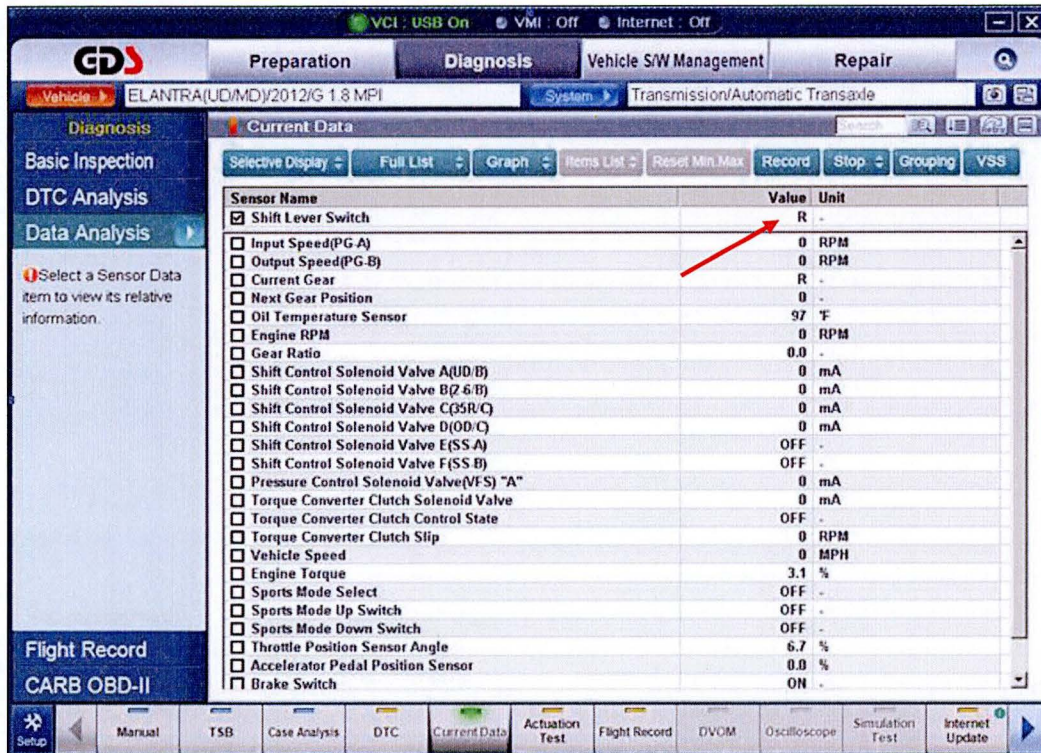 VCI : USB On VMI : Off Internet : Off
GDS Preparation Diagnosis Vehicle S/W Management Repair
Vehicle ELANTRA(UD/MD)/2012/G 1.8 MPI System Transmission/Automatic Transaxle
Diagnosis
Basic Inspection
DTC Analysis
Data Analysis
Select a Sensor Data
item to view its relative
information.
Flight Record
CARB OBD-II
Current Data Search
Selective Display Full List Graph Items List Reset Min.Max Record Stop Grouping VSS
Sensor Name Value Unit
Shift Lever Switch R -
Input Speed(PG-A) 0 RPM
Output Speed(PG-B) 0 RPM
Current Gear R -
Next Gear Position 0 -
Oil Temperature Sensor 97 ℉
Engine RPM 0 RPM
Gear Ratio 0.0 -
Shift Control Solenoid Valve A(UD/B) 0 mA
Shift Control Solenoid Valve B(2-6/B) 0 mA
Shift Control Solenoid Valve C(35R/C) 0 mA
Shift Control Solenoid Valve D(OD/C) 0 mA
Shift Control Solenoid Valve E(SS-A) OFF -
Shift Control Solenoid Valve F(SS-B) OFF -
Pressure Control Solenoid Valve(VFS) "A" 0 mA
Torque Converter Clutch Solenoid Valve 0 mA
Torque Converter Clutch Control State OFF -
Torque Converter Clutch Slip 0 RPM
Vehicle Speed 0 MPH
Engine Torque 3.1 %
Sports Mode Select OFF -
Sports Mode Up Switch OFF -
Sports Mode Down Switch OFF -
Throttle Position Sensor Angle 6.7 %
Accelerator Pedal Position Sensor 0.0 %
Brake Switch ON -
Setup Manual TSB Case Analysis DTC Current Data Actuation Test Flight Record DVOM Oscilloscope Simulation Test Internet Update